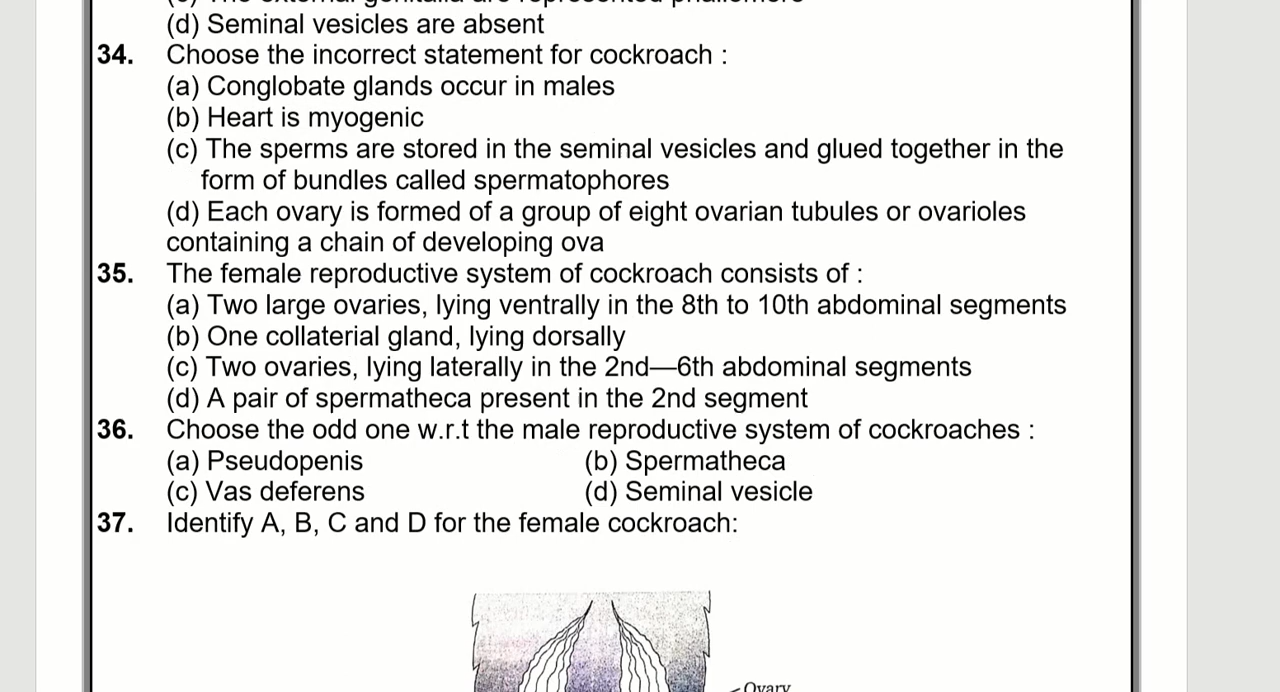 (d) Seminal vesicles are absent
34. Choose the incorrect statement for cockroach :
(a) Conglobate glands occur in males
(b) Heart is myogenic
(c) The sperms are stored in the seminal vesicles and glued together in the
form of bundles called spermatophores
(d) Each ovary is formed of a group of eight ovarian tubules or ovarioles
containing a chain of developing ova
35. The female reproductive system of cockroach consists of :
(a) Two large ovaries, lying ventrally in the 8th to 10th abdominal segments
(b) One collaterial gland, lying dorsally
(c) Two ovaries, lying laterally in the 2nd—6th abdominal segments
(d) A pair of spermatheca present in the 2nd segment
36. Choose the odd one w.r.t the male reproductive system of cockroaches :
(a) Pseudopenis (b) Spermatheca
(c) Vas deferens (d) Seminal vesicle
37. Identify A, B, C and D for the female cockroach:
Ovary